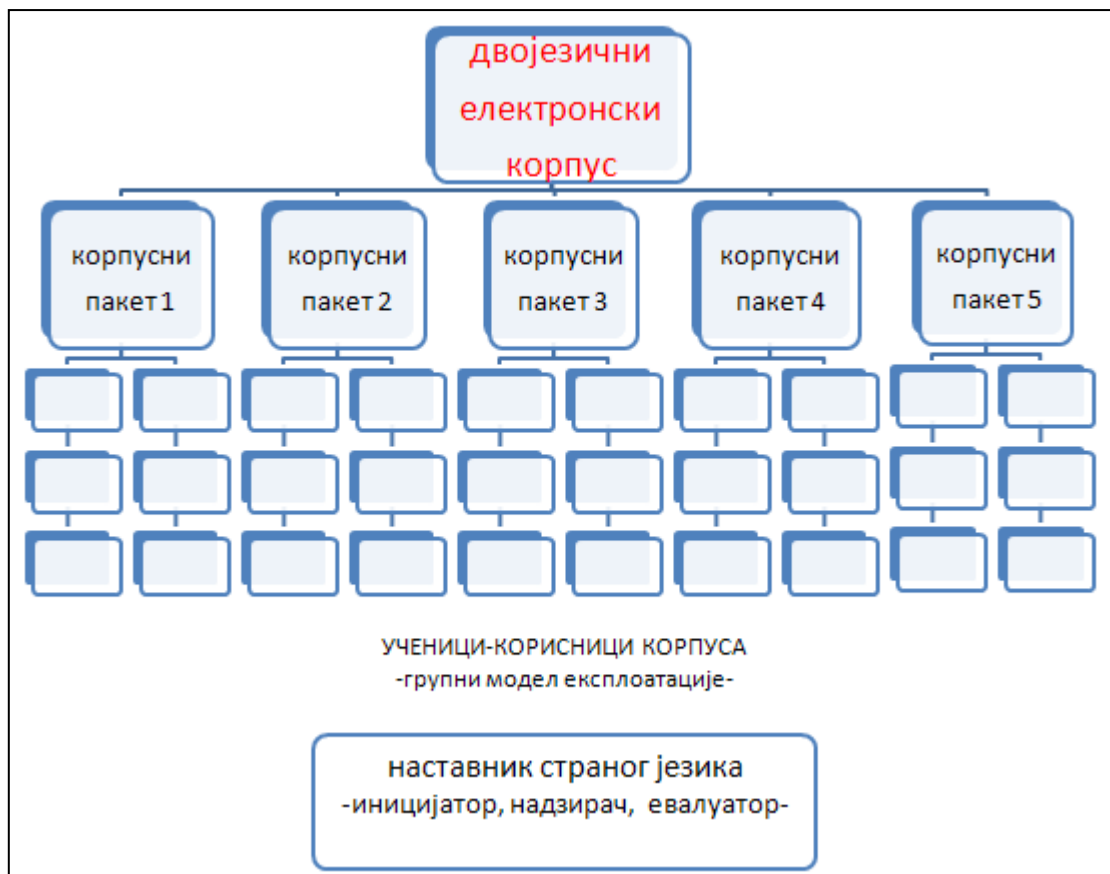 двојезични
електронски
корпус
корпусни
пакет 1
корпусни
пакет 2
корпусни
пакет 3
корпусни
пакет 4
корпусни
пакет 5
УЧЕНИЦИ-КОРИСНИЦИ КОРПУСА
-групни модел експлоатације-
наставник страног језика
-иницијатор, надзирач, евалуатор-